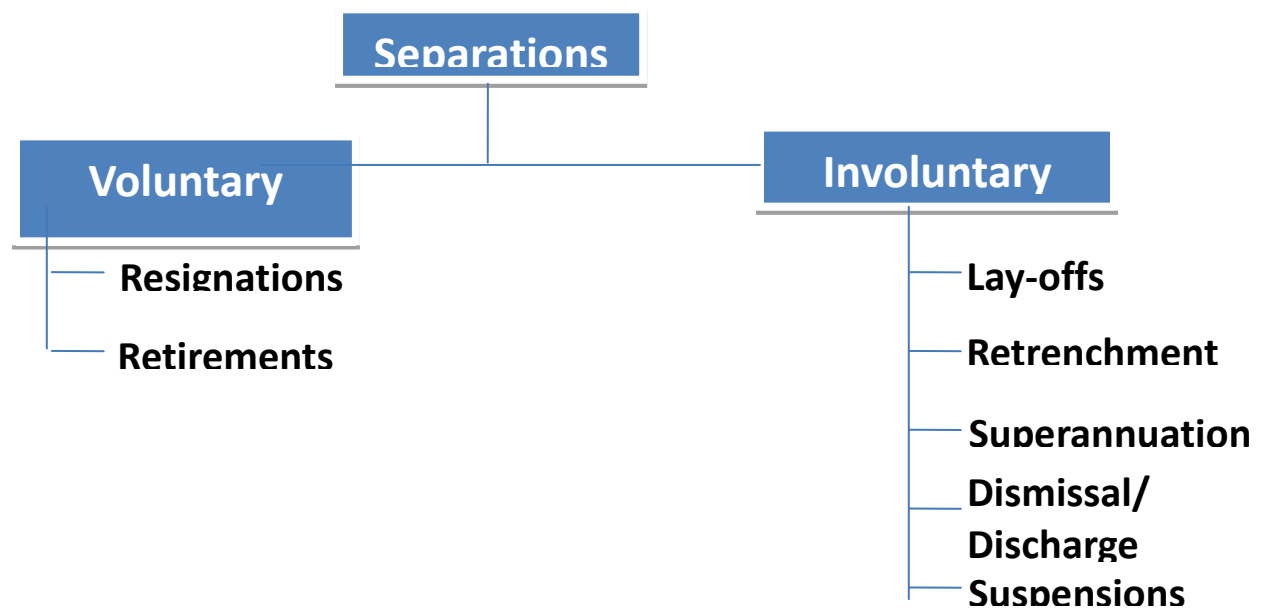 Separations
Voluntary
Involuntary
Resignations
Retirements
Lay-offs
Retrenchment
Superannuation
Dismissal/
Discharge
Suspensions